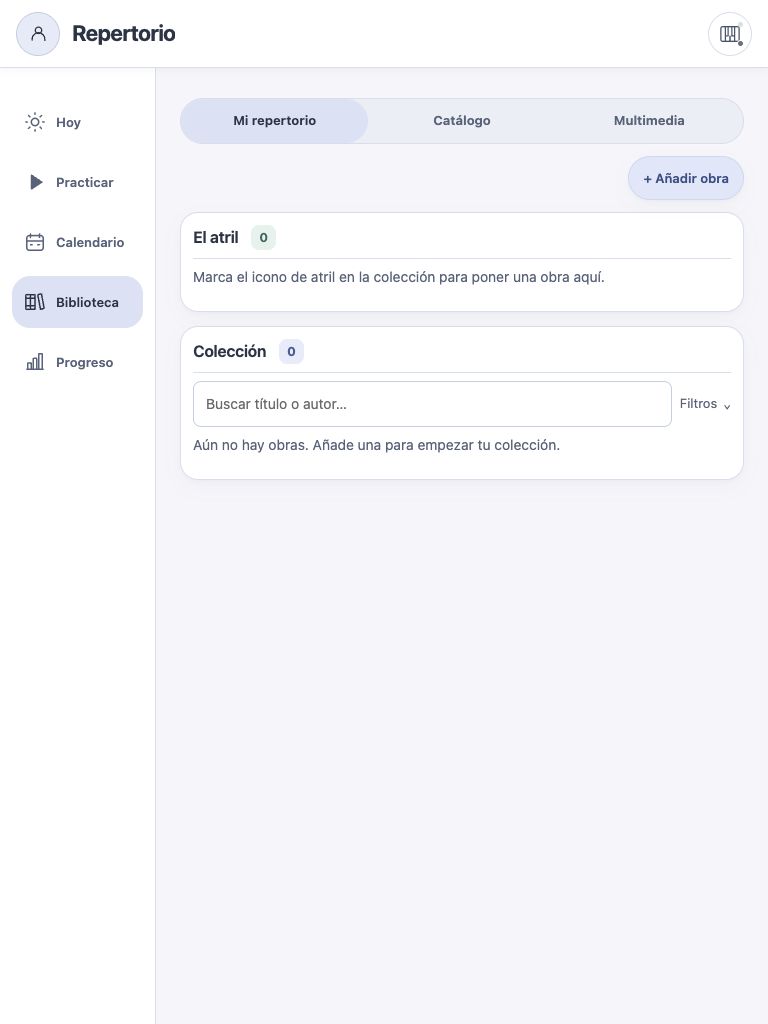 Repertorio
Hoy
Practicar
Calendario
Biblioteca
Progreso
Mi repertorio
Catálogo
Multimedia
+ Añadir obra
El atril
0
Marca el icono de atril en la colección para poner una obra aquí.
Colección
0
Buscar título o autor...
Filtros
Aún no hay obras. Añade una para empezar tu colección.